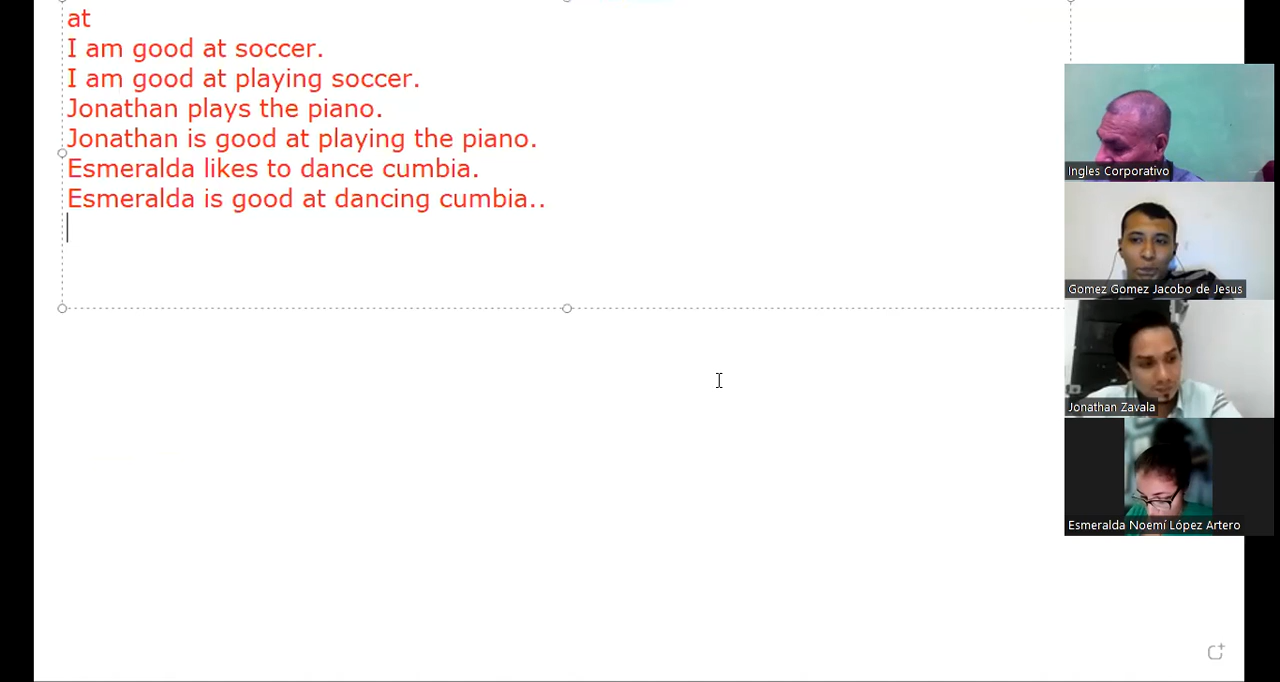 at
I am good at soccer.
I am good at playing soccer.
Jonathan plays the piano.
Jonathan is good at playing the piano.
Esmeralda likes to dance cumbia.
Esmeralda is good at dancing cumbia..
Ingles Corporativo
Gomez Gomez Jacobo de Jesus
Jonathan Zavala
Esmeralda Noemí López Artero